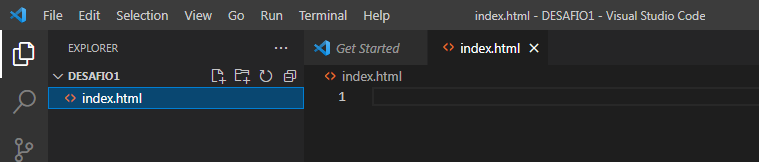 File Edit Selection View Go Run Terminal Help index.html - DESAFIO1 - Visual Studio Code
EXPLORER ... Get Started index.html
DESAFIO1 index.html
index.html 1